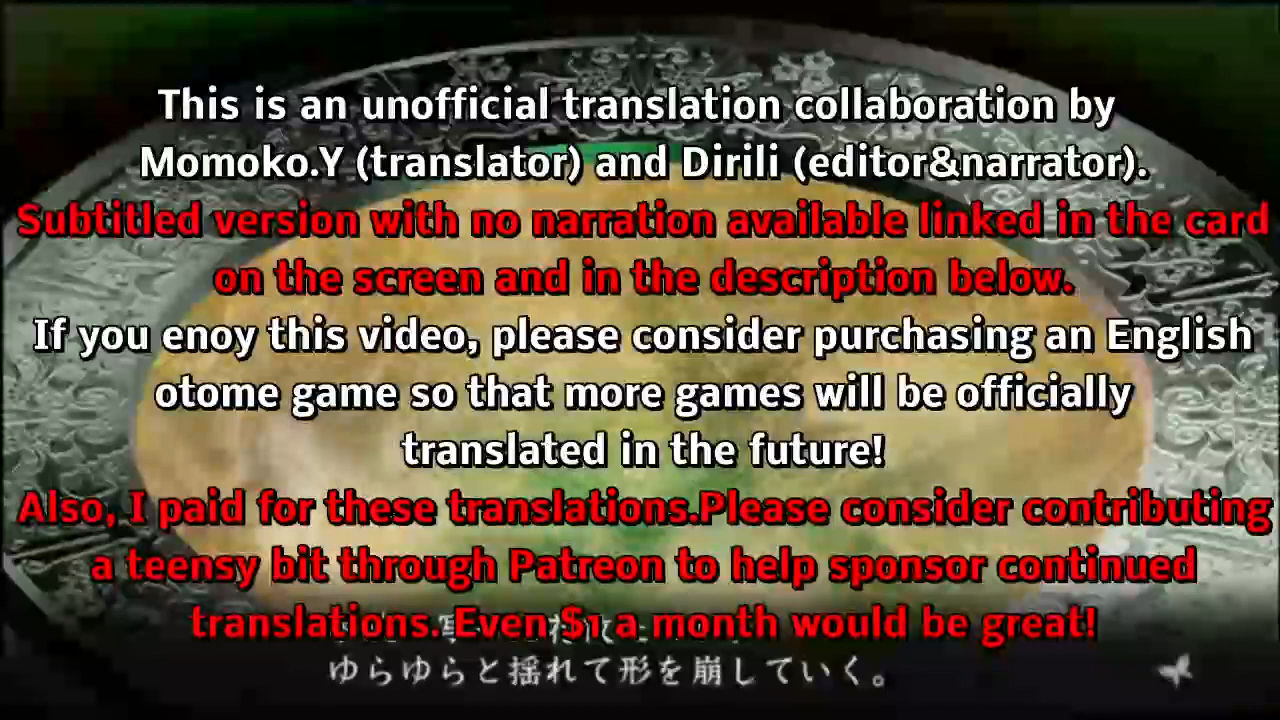 This is an unofficial translation collaboration by
Momoko.Y (translator) and Dirili (editor&narrator).
Subtitled version with no narration available linked in the card
on the screen and in the description below.
If you enoy this video, please consider purchasing an English
otome game so that more games will be officially
translated in the future!
Also, I paid for these translations.Please consider contributing
a teensy bit through Patreon to help sponsor continued
translations. Even $1 a month would be great!
ゆらゆらと揺れて形を崩していく。